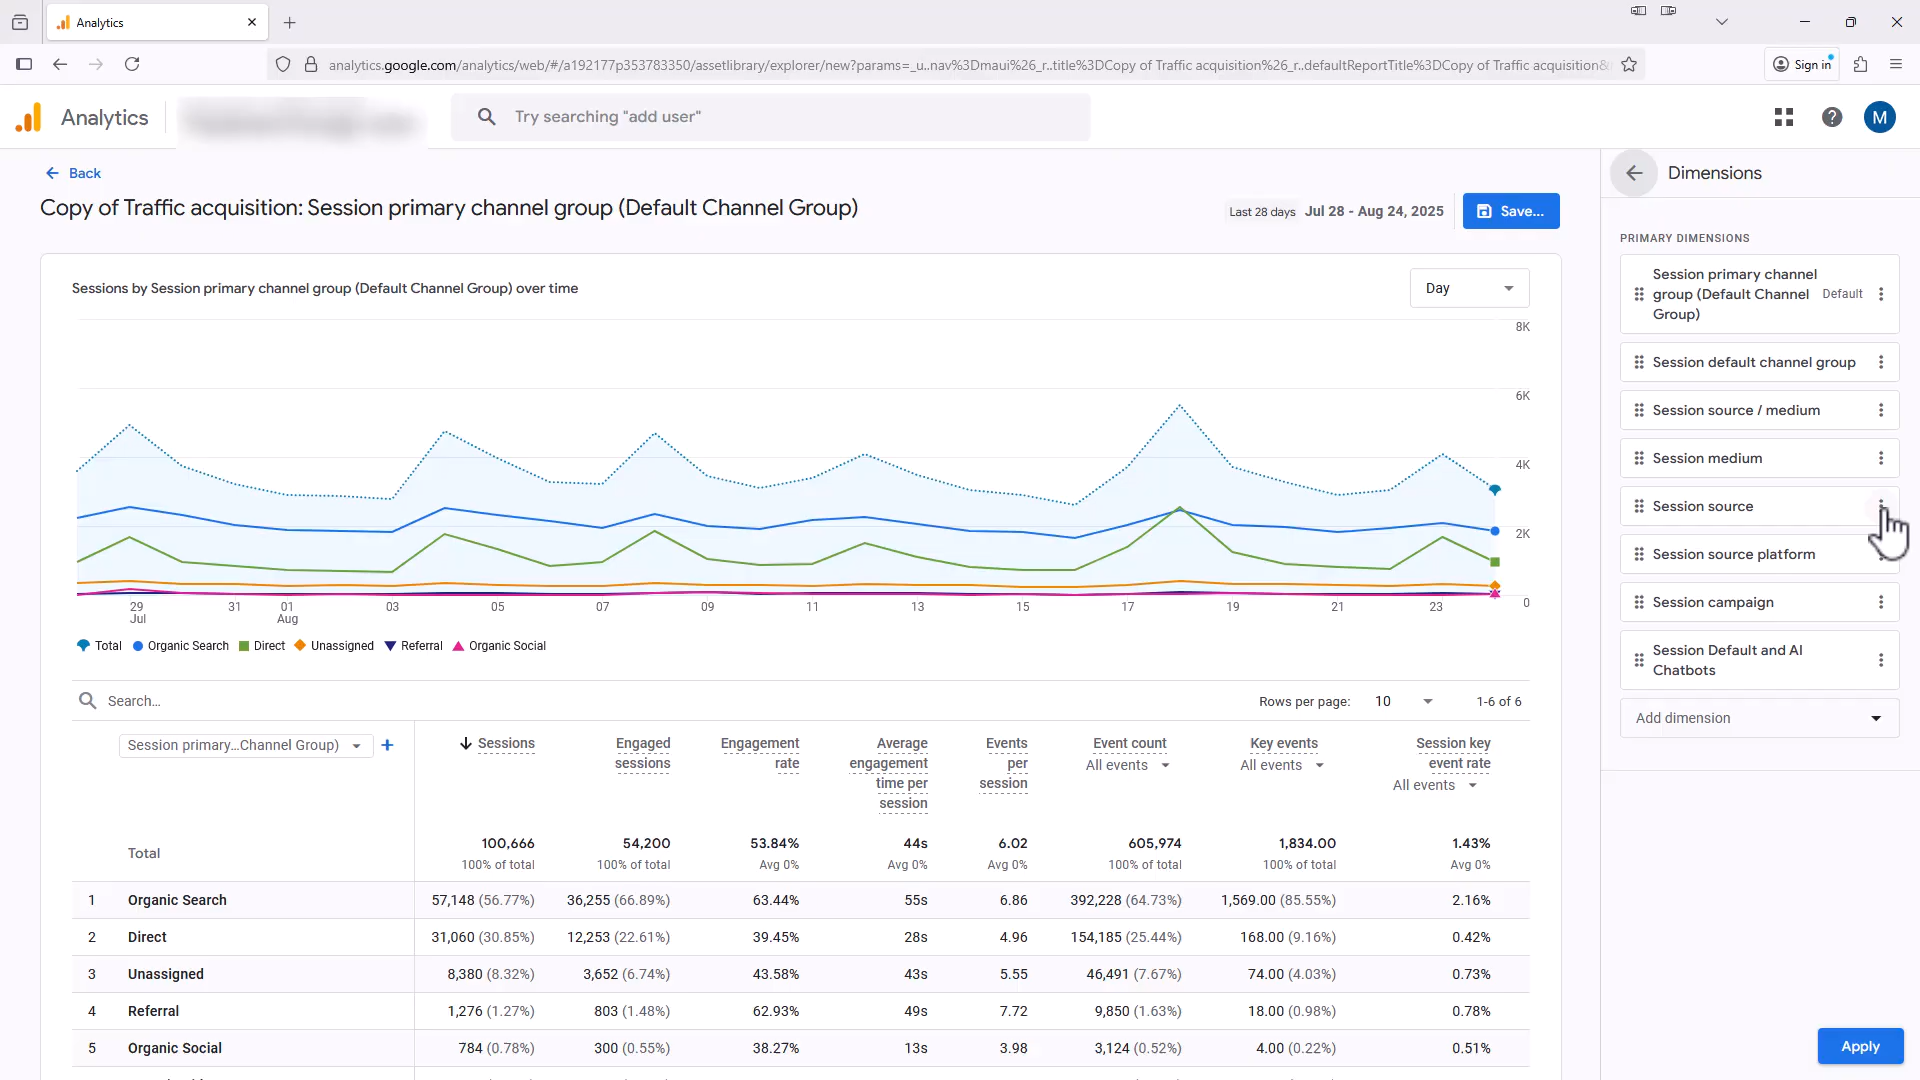 Analytics
Sign in
analytics.google.com/analytics/web/#/a192177p353783350/assetlibrary/explorer/new?params=_u..nav%3Dmaui%26_r..title%3DCopy of Traffic acquisition%26_r..defaultReportTitle%3DCopy of Traffic acquisition&
Analytics
Try searching "add user"
M
Back
Copy of Traffic acquisition: Session primary channel group (Default Channel Group)
Last 28 days Jul 28 - Aug 24, 2025
Save...
Sessions by Session primary channel group (Default Channel Group) over time
Day
8K
6K
4K
2K
0
29 31 01 03 05 07 09 11 13 15 17 19 21 23
Jul Aug
Total Organic Search Direct Unassigned Referral Organic Social
Search...
Rows per page: 10 1-6 of 6
Session primary...Channel Group) +
Sessions
Engaged sessions
Engagement rate
Average engagement time per session
Events per session
Event count
All events
Key events
All events
Session key event rate
All events
Total 100,666 54,200 53.84% 44s 6.02 605,974 1,834.00 1.43%
100% of total 100% of total Avg 0% Avg 0% Avg 0% 100% of total 100% of total Avg 0%
1 Organic Search 57,148 (56.77%) 36,255 (66.89%) 63.44% 55s 6.86 392,228 (64.73%) 1,569.00 (85.55%) 2.16%
2 Direct 31,060 (30.85%) 12,253 (22.61%) 39.45% 28s 4.96 154,185 (25.44%) 168.00 (9.16%) 0.42%
3 Unassigned 8,380 (8.32%) 3,652 (6.74%) 43.58% 43s 5.55 46,491 (7.67%) 74.00 (4.03%) 0.73%
4 Referral 1,276 (1.27%) 803 (1.48%) 62.93% 49s 7.72 9,850 (1.63%) 18.00 (0.98%) 0.78%
5 Organic Social 784 (0.78%) 300 (0.55%) 38.27% 13s 3.98 3,124 (0.52%) 4.00 (0.22%) 0.51%
Dimensions
PRIMARY DIMENSIONS
Session primary channel
group (Default Channel Default
Group)
Session default channel group
Session source / medium
Session medium
Session source
Session source platform
Session campaign
Session Default and AI
Chatbots
Add dimension
Apply